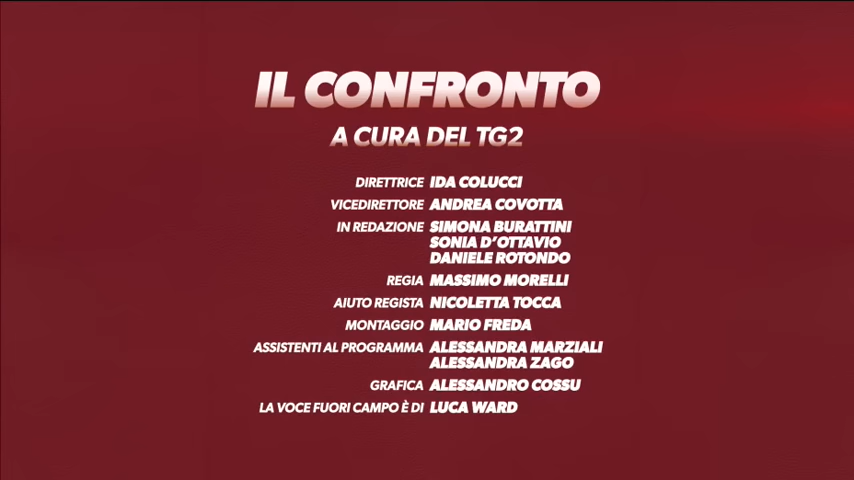 IL CONFRONTO
A CURA DEL TG2
DIRETTRICE IDA COLUCCI
VICEDIRETTORE ANDREA COVOTTA
IN REDAZIONE SIMONA BURATTINI
SONIA D'OTTAVIO
DANIELE ROTONDO
REGIA MASSIMO MORELLI
AIUTO REGISTA NICOLETTA TOCCA
MONTAGGIO MARIO FREDA
ASSISTENTI AL PROGRAMMA ALESSANDRA MARZIALI
ALESSANDRA ZAGO
GRAFICA ALESSANDRO COSSU
LA VOCE FUORI CAMPO È DI LUCA WARD